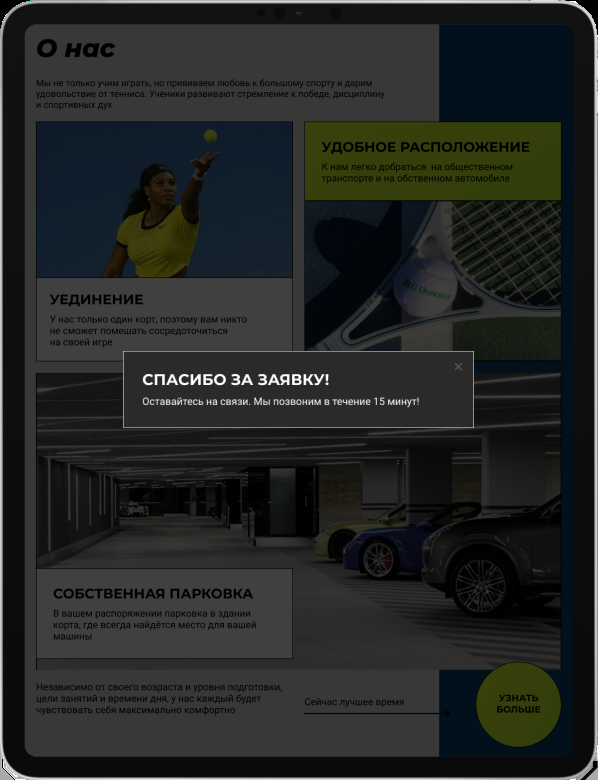 О нас
Мы не только учим играть, но прививаем любовь к большому спорту и дарим
удовольствие от тенниса. Ученики развивают стремление к победе, дисциплину
и спортивных дух
УДОБНОЕ РАСПОЛОЖЕНИЕ
К нам легко добраться на общественном
транспорте и на обственном автомобиле
УЕДИНЕНИЕ
У нас только один корт, поэтому вам никто
не сможет помешать сосредоточиться
на своей игре
СПАСИБО ЗА ЗАЯВКУ!
Оставайтесь на связи. Мы позвоним в течение 15 минут!
СОБСТВЕННАЯ ПАРКОВКА
В вашем распоряжении парковка в здании
корта, где всегда найдётся место для вашей
машины
Независимо от своего возраста и уровня подготовки,
цели занятий и времени дня, у нас каждый будет
чувствовать себя максимально комфортно
Сейчас лучшее время
УЗНАТЬ
БОЛЬШЕ